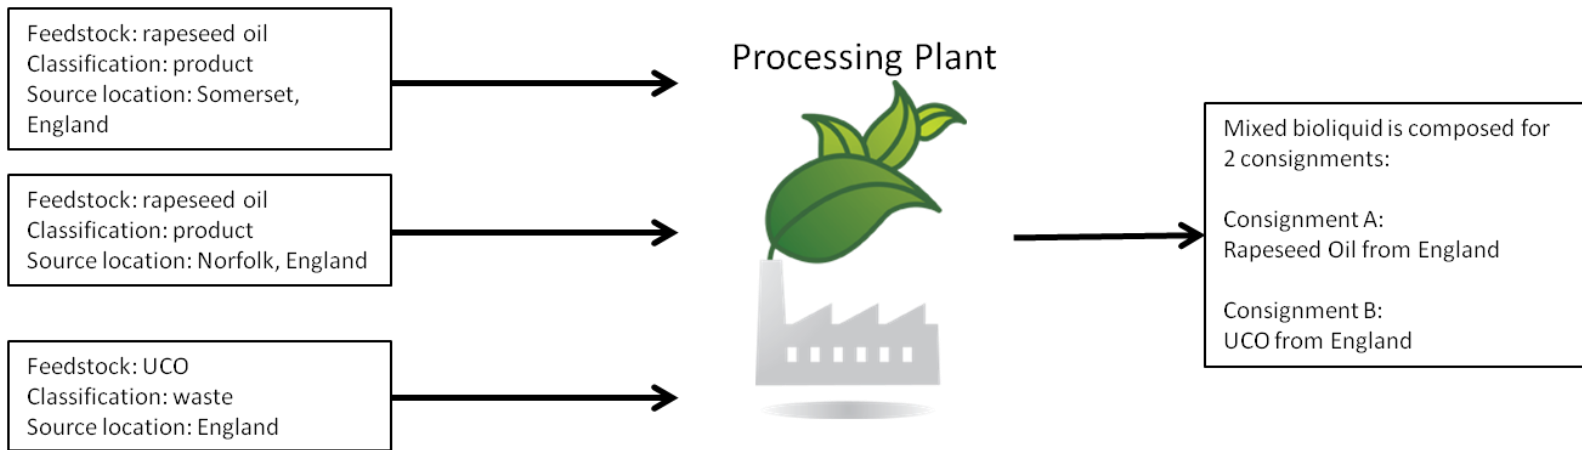 Feedstock: rapeseed oil
Classification: product
Source location: Somerset,
England
Feedstock: rapeseed oil
Classification: product
Source location: Norfolk, England
Feedstock: UCO
Classification: waste
Source location: England
Processing Plant
Mixed bioliquid is composed for
2 consignments:
Consignment A:
Rapeseed Oil from England
Consignment B:
UCO from England